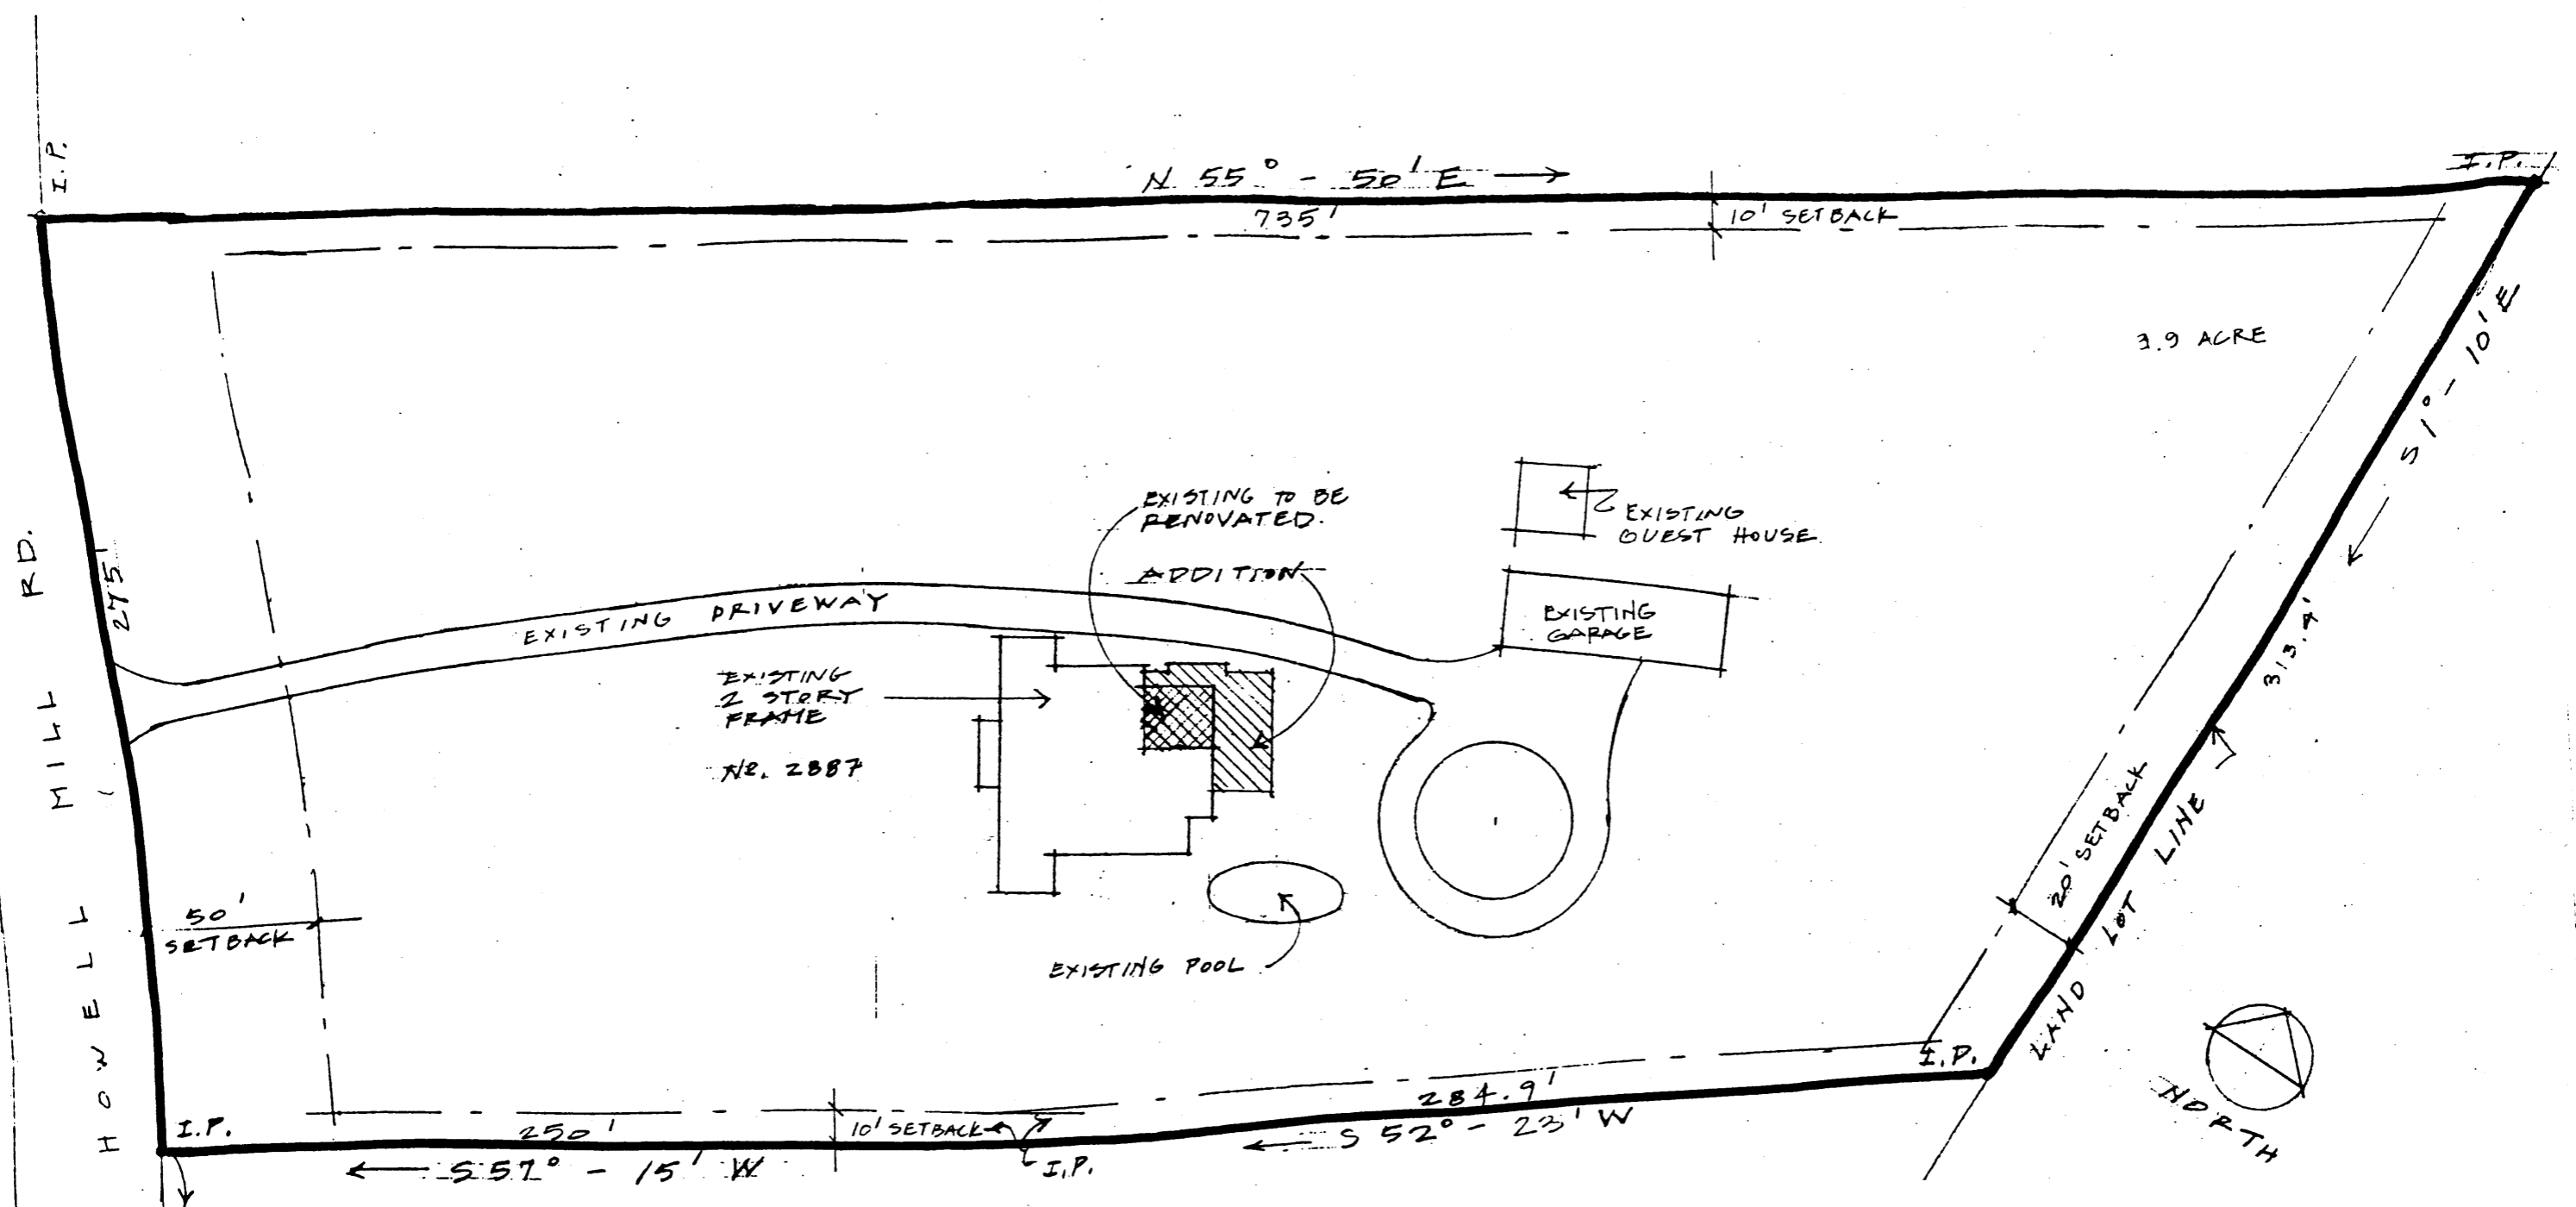 I.P.
N 55° - 50' E
I.P.
735'
10' SETBACK
3.9 ACRE
S 1° - 10' E
EXISTING TO BE
RENOVATED.
ADDITION
EXISTING
GUEST HOUSE
EXISTING
GARAGE
EXISTING DRIVEWAY
275'
HOWELL MILL RD.
EXISTING
2 STORY
FRAME
No. 2887
313.4'
20' SETBACK
LAND LOT LINE
50'
SETBACK
EXISTING POOL
I.P.
I.P.
250'
10' SETBACK
284.9'
S 52° - 23' W
S 57° - 15' W
I.P.
NORTH